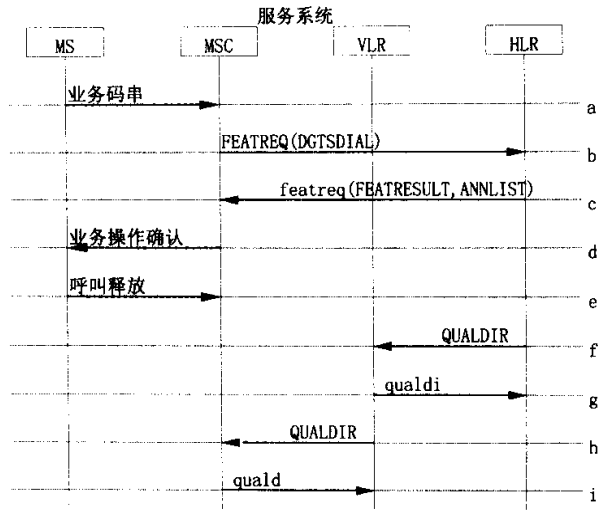 服务系统
MS MSC VLR HLR
业务码串 a
FEATREQ(DGTSDIAL) b
featreq(FEATRESULT,ANNLIST) c
业务操作确认 d
呼叫释放 e
QUALDIR f
qualdi g
QUALDIR h
quald i